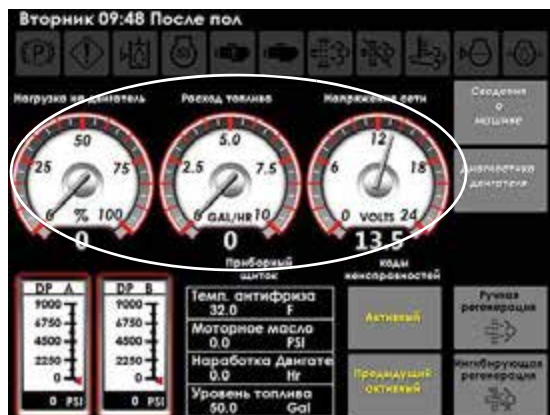 Вторник 09:48 После пол
Нагрузка на двигатель
Расход топлива
Напряжение сети
Сведения о машине
50
25 75
0 % 100
0
5.0
2.5 7.5
0 GAL/HR 10
0
12
6 18
0 VOLTS 24
13.5
Диагностика двигателя
Приборный щиток
коды неисправностей
DP A
9000
6750
4500
2250
0
0 PSI
DP B
9000
6750
4500
2250
0
0 PSI
Темп. антифриза
32.0 F
Моторное масло
0.0 PSI
Наработка Двигате
0.0 Hr
Уровень топлива
50.0 Gal
Активный
Предидущий активный
Ручная регенерация
Ингибирующая регенерация